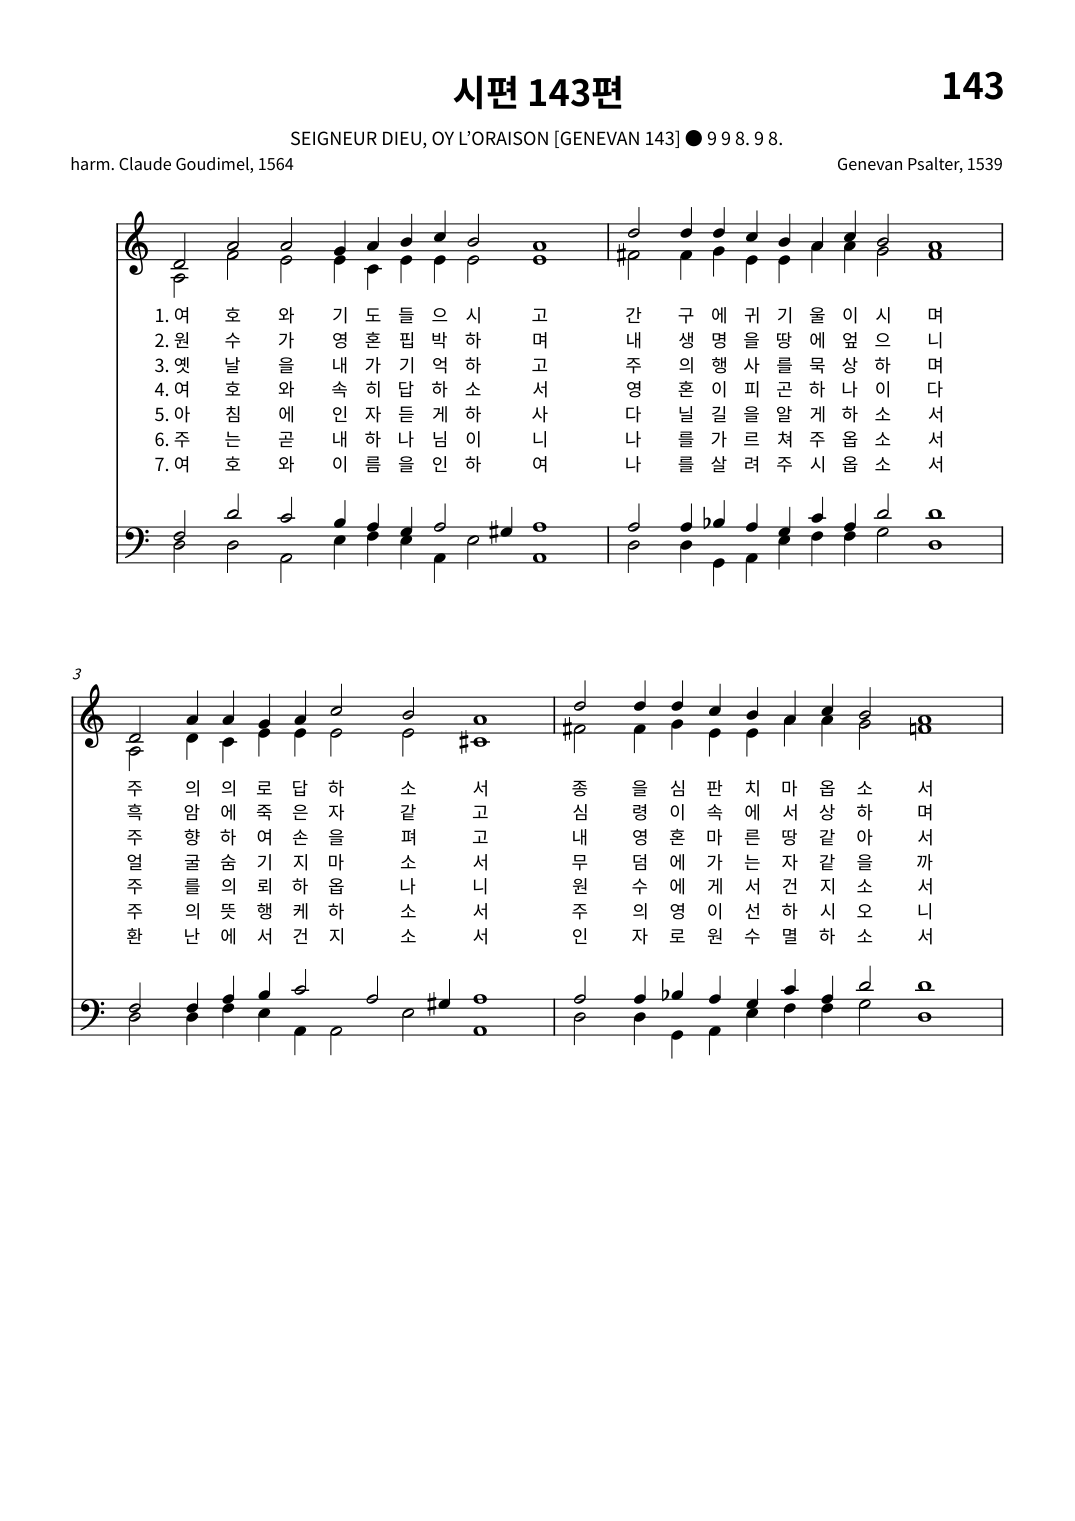 시편 143편
143
SEIGNEUR DIEU, OY L’ORAISON [GENEVAN 143] ● 9 9 8. 9 8.
harm. Claude Goudimel, 1564
Genevan Psalter, 1539
1. 여 호 와 기 도 들 으 시 고 간 구 에 귀 기 울 이 시 며
2. 원 수 가 영 혼 핍 박 하 며 내 생 명 을 땅 에 엎 으 니
3. 옛 날 을 내 가 기 억 하 고 주 의 행 사 를 묵 상 하 며
4. 여 호 와 속 히 답 하 소 서 영 혼 이 피 곤 하 나 이 다
5. 아 침 에 인 자 듣 게 하 사 다 닐 길 을 알 게 하 소 서
6. 주 는 곧 내 하 나 님 이 니 나 를 가 르 쳐 주 옵 소 서
7. 여 호 와 이 름 을 인 하 여 나 를 살 려 주 시 옵 소 서
3
주 의 의 로 답 하 소 서 종 을 심 판 치 마 옵 소 서
흑 암 에 죽 은 자 같 고 심 령 이 속 에 서 상 하 며
주 향 하 여 손 을 펴 고 내 영 혼 마 른 땅 같 아 서
얼 굴 숨 기 지 마 소 서 무 덤 에 가 는 자 같 을 까
주 를 의 뢰 하 옵 나 니 원 수 에 게 서 건 지 소 서
주 의 뜻 행 케 하 소 서 주 의 영 이 선 하 시 오 니
환 난 에 서 건 지 소 서 인 자 로 원 수 멸 하 소 서